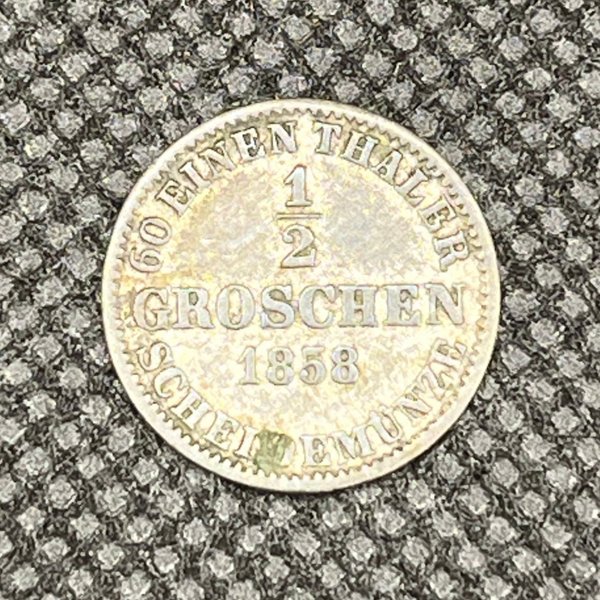 60 EINEN THALER
1/2
GROSCHEN
1858
SCHEIDEMÜNZE